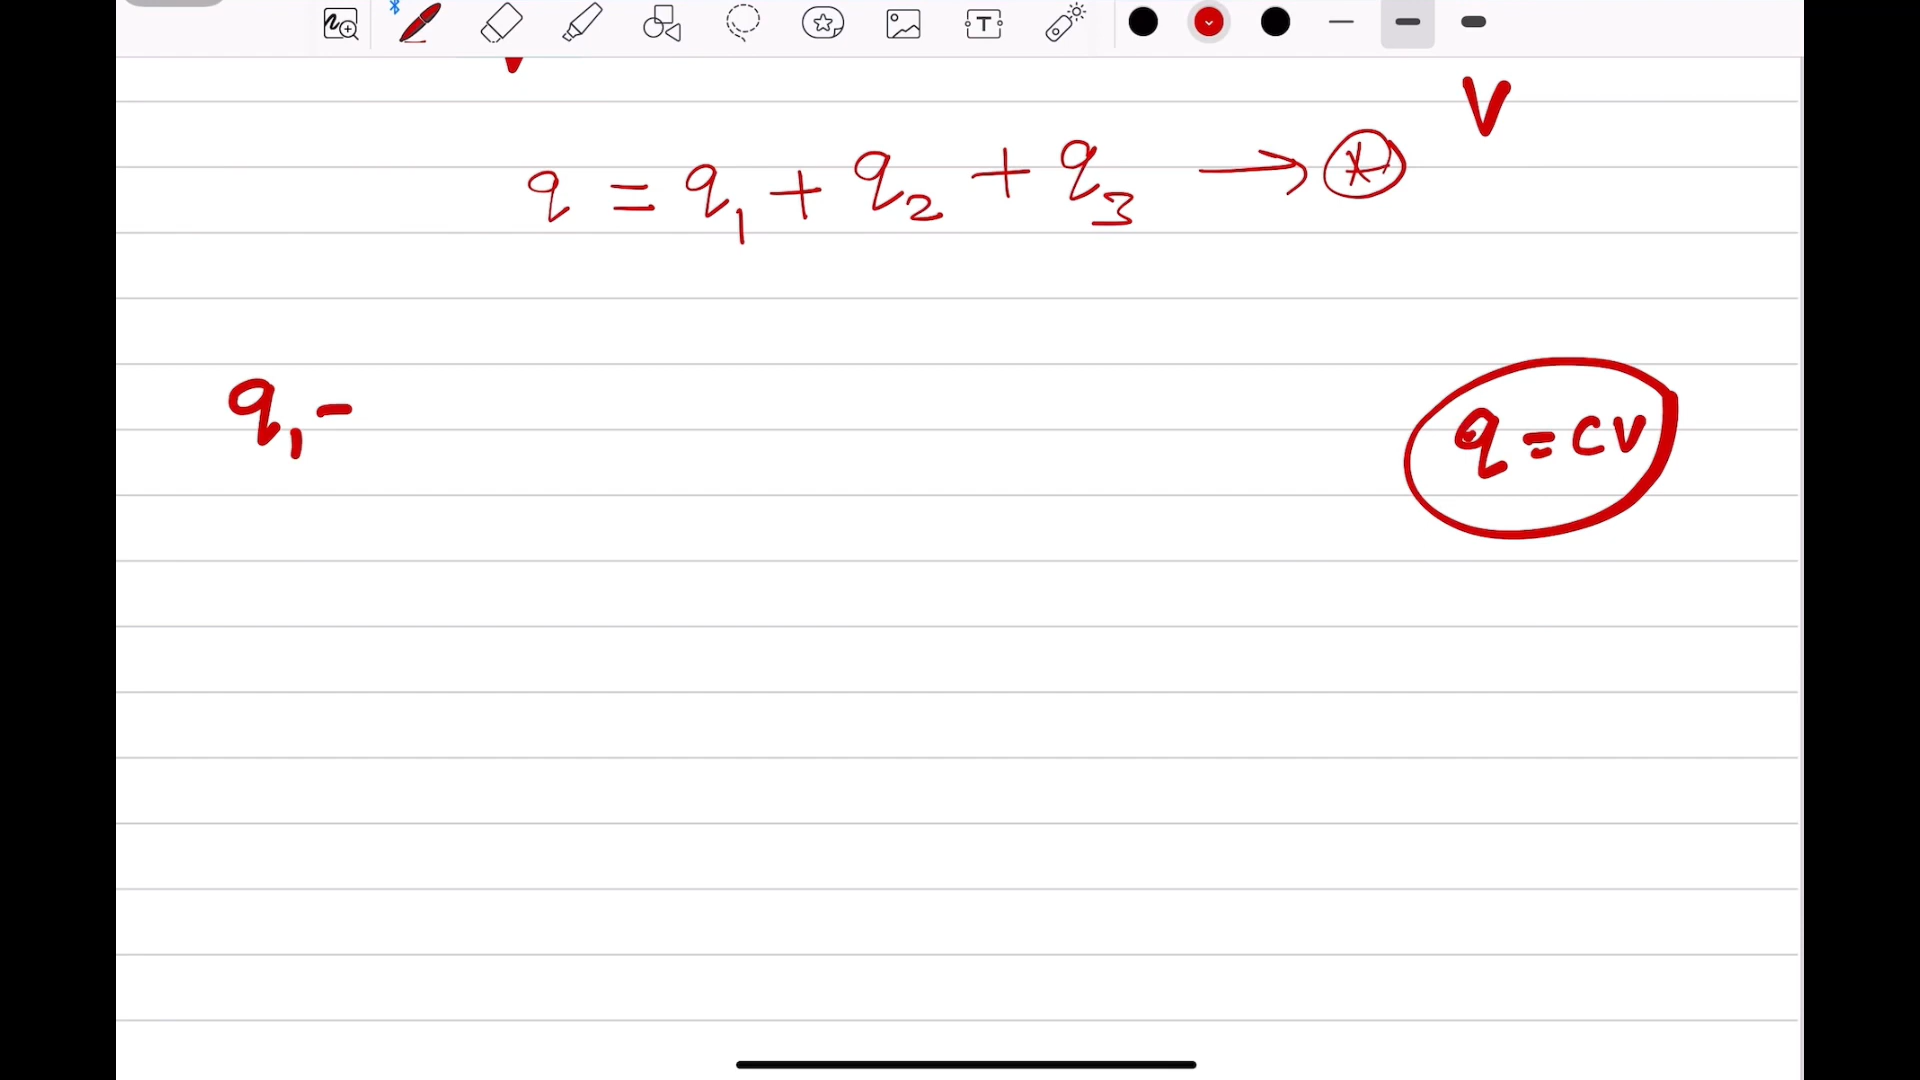 V
q = q₁ + q₂ + q₃ → ⊛
q₁ -
q = cv